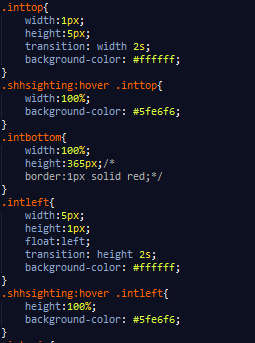 .inttop{
width:1px;
height:5px;
transition: width 2s;
background-color: #ffffff;
}
.shhsighting:hover .inttop{
width:100%;
background-color: #5fe6f6;
}
.intbottom{
width:100%;
height:365px;/*
border:1px solid red;*/
}
.intleft{
width:5px;
height:1px;
float:left;
transition: height 2s;
background-color: #ffffff;
}
.shhsighting:hover .intleft{
height:100%;
background-color: #5fe6f6;
}